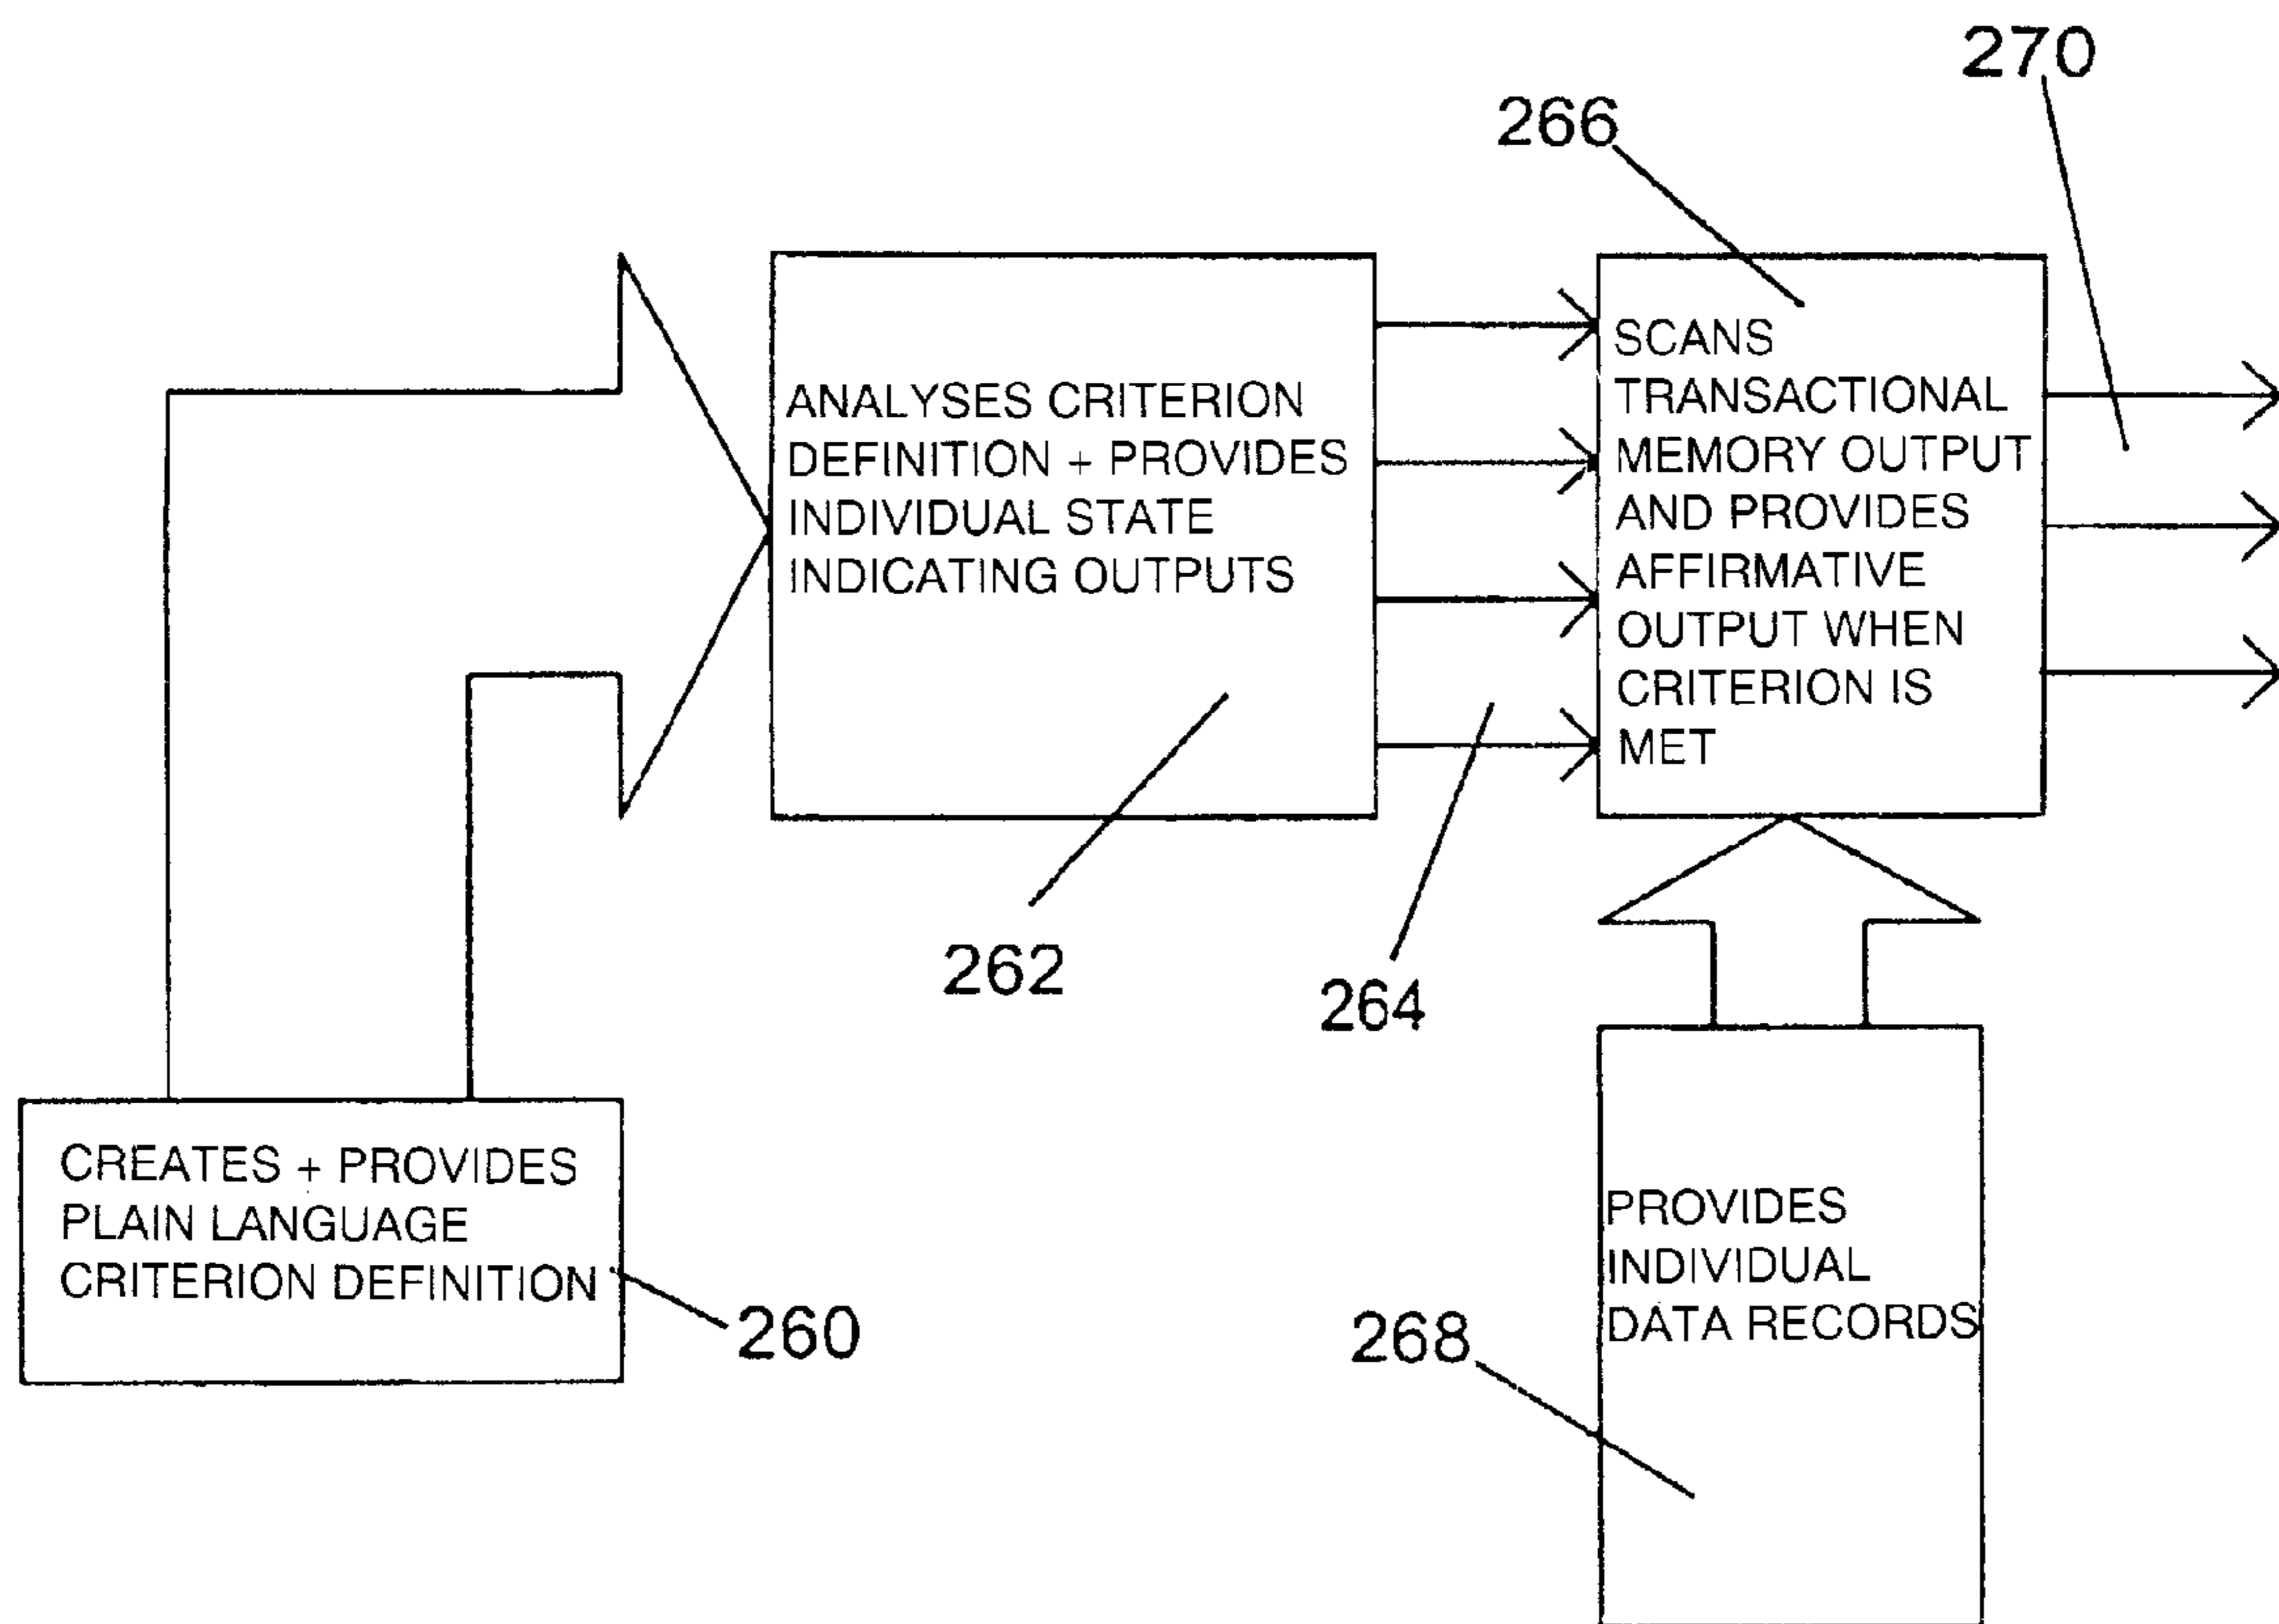 270
266
SCANS
TRANSACTIONAL
MEMORY OUTPUT
AND PROVIDES
AFFIRMATIVE
OUTPUT WHEN
CRITERION IS
MET
ANALYSES CRITERION
DEFINITION + PROVIDES
INDIVIDUAL STATE
INDICATING OUTPUTS
262
264
CREATES + PROVIDES
PLAIN LANGUAGE
CRITERION DEFINITION
260
PROVIDES
INDIVIDUAL
DATA RECORDS
268